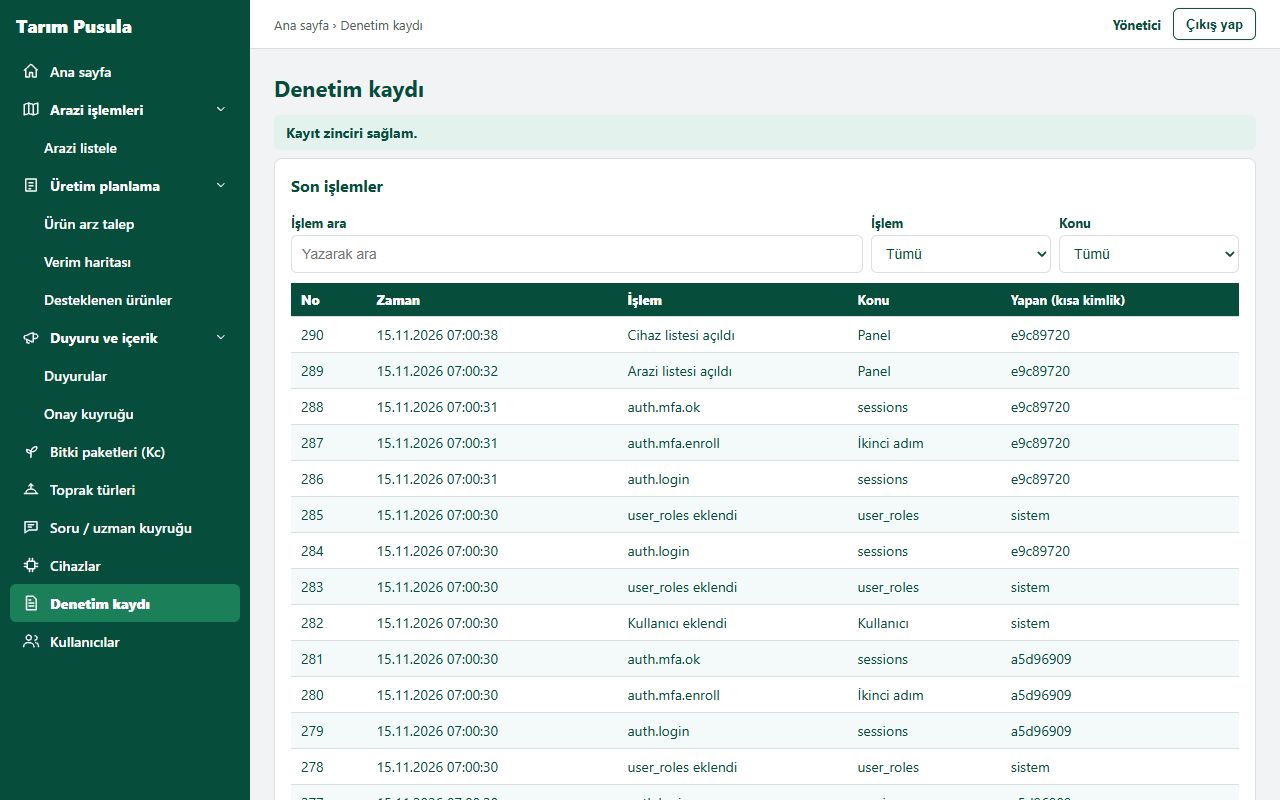 Tarım Pusula
Ana sayfa
Arazi işlemleri
Arazi listele
Üretim planlama
Ürün arz talep
Verim haritası
Desteklenen ürünler
Duyuru ve içerik
Duyurular
Onay kuyruğu
Bitki paketleri (Kc)
Toprak türleri
Soru / uzman kuyruğu
Cihazlar
Denetim kaydı
Kullanıcılar
Ana sayfa › Denetim kaydı
Yönetici
Çıkış yap
Denetim kaydı
Kayıt zinciri sağlam.
Son işlemler
İşlem ara İşlem Konu
Yazarak ara Tümü Tümü
No Zaman İşlem Konu Yapan (kısa kimlik)
290 15.11.2026 07:00:38 Cihaz listesi açıldı Panel e9c89720
289 15.11.2026 07:00:32 Arazi listesi açıldı Panel e9c89720
288 15.11.2026 07:00:31 auth.mfa.ok sessions e9c89720
287 15.11.2026 07:00:31 auth.mfa.enroll İkinci adım e9c89720
286 15.11.2026 07:00:31 auth.login sessions e9c89720
285 15.11.2026 07:00:30 user_roles eklendi user_roles sistem
284 15.11.2026 07:00:30 auth.login sessions e9c89720
283 15.11.2026 07:00:30 user_roles eklendi user_roles sistem
282 15.11.2026 07:00:30 Kullanıcı eklendi Kullanıcı sistem
281 15.11.2026 07:00:30 auth.mfa.ok sessions a5d96909
280 15.11.2026 07:00:30 auth.mfa.enroll İkinci adım a5d96909
279 15.11.2026 07:00:30 auth.login sessions a5d96909
278 15.11.2026 07:00:30 user_roles eklendi user_roles sistem